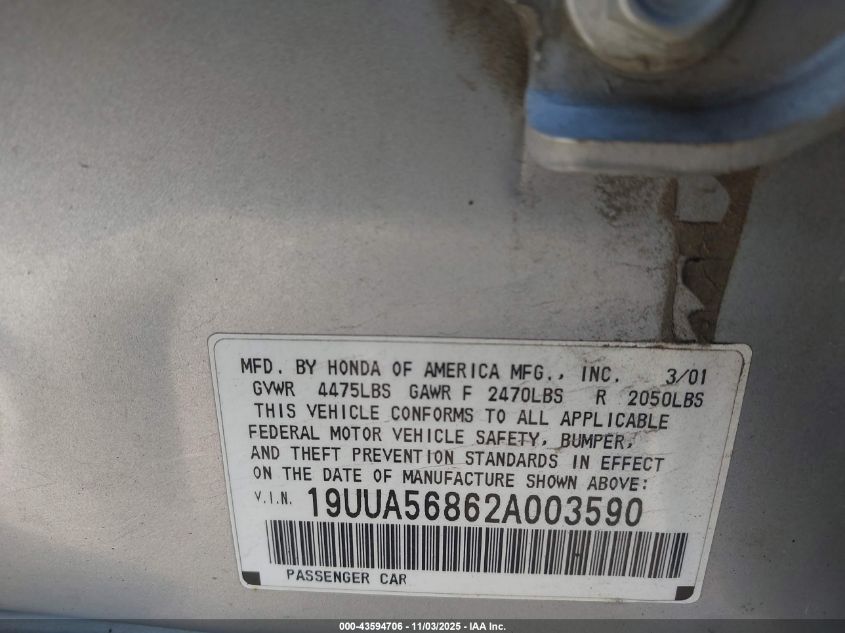 MFD. BY HONDA OF AMERICA MFG., INC. 3/01
GVWR 4475LBS GAWR F 2470LBS R 2050LBS
THIS VEHICLE CONFORMS TO ALL APPLICABLE
FEDERAL MOTOR VEHICLE SAFETY, BUMPER,
AND THEFT PREVENTION STANDARDS IN EFFECT
ON THE DATE OF MANUFACTURE SHOWN ABOVE:
V.I.N. 19UUA56862A003590
H
PASSENGER CAR
000-43594706 - 11/03/2025 - IAA Inc.